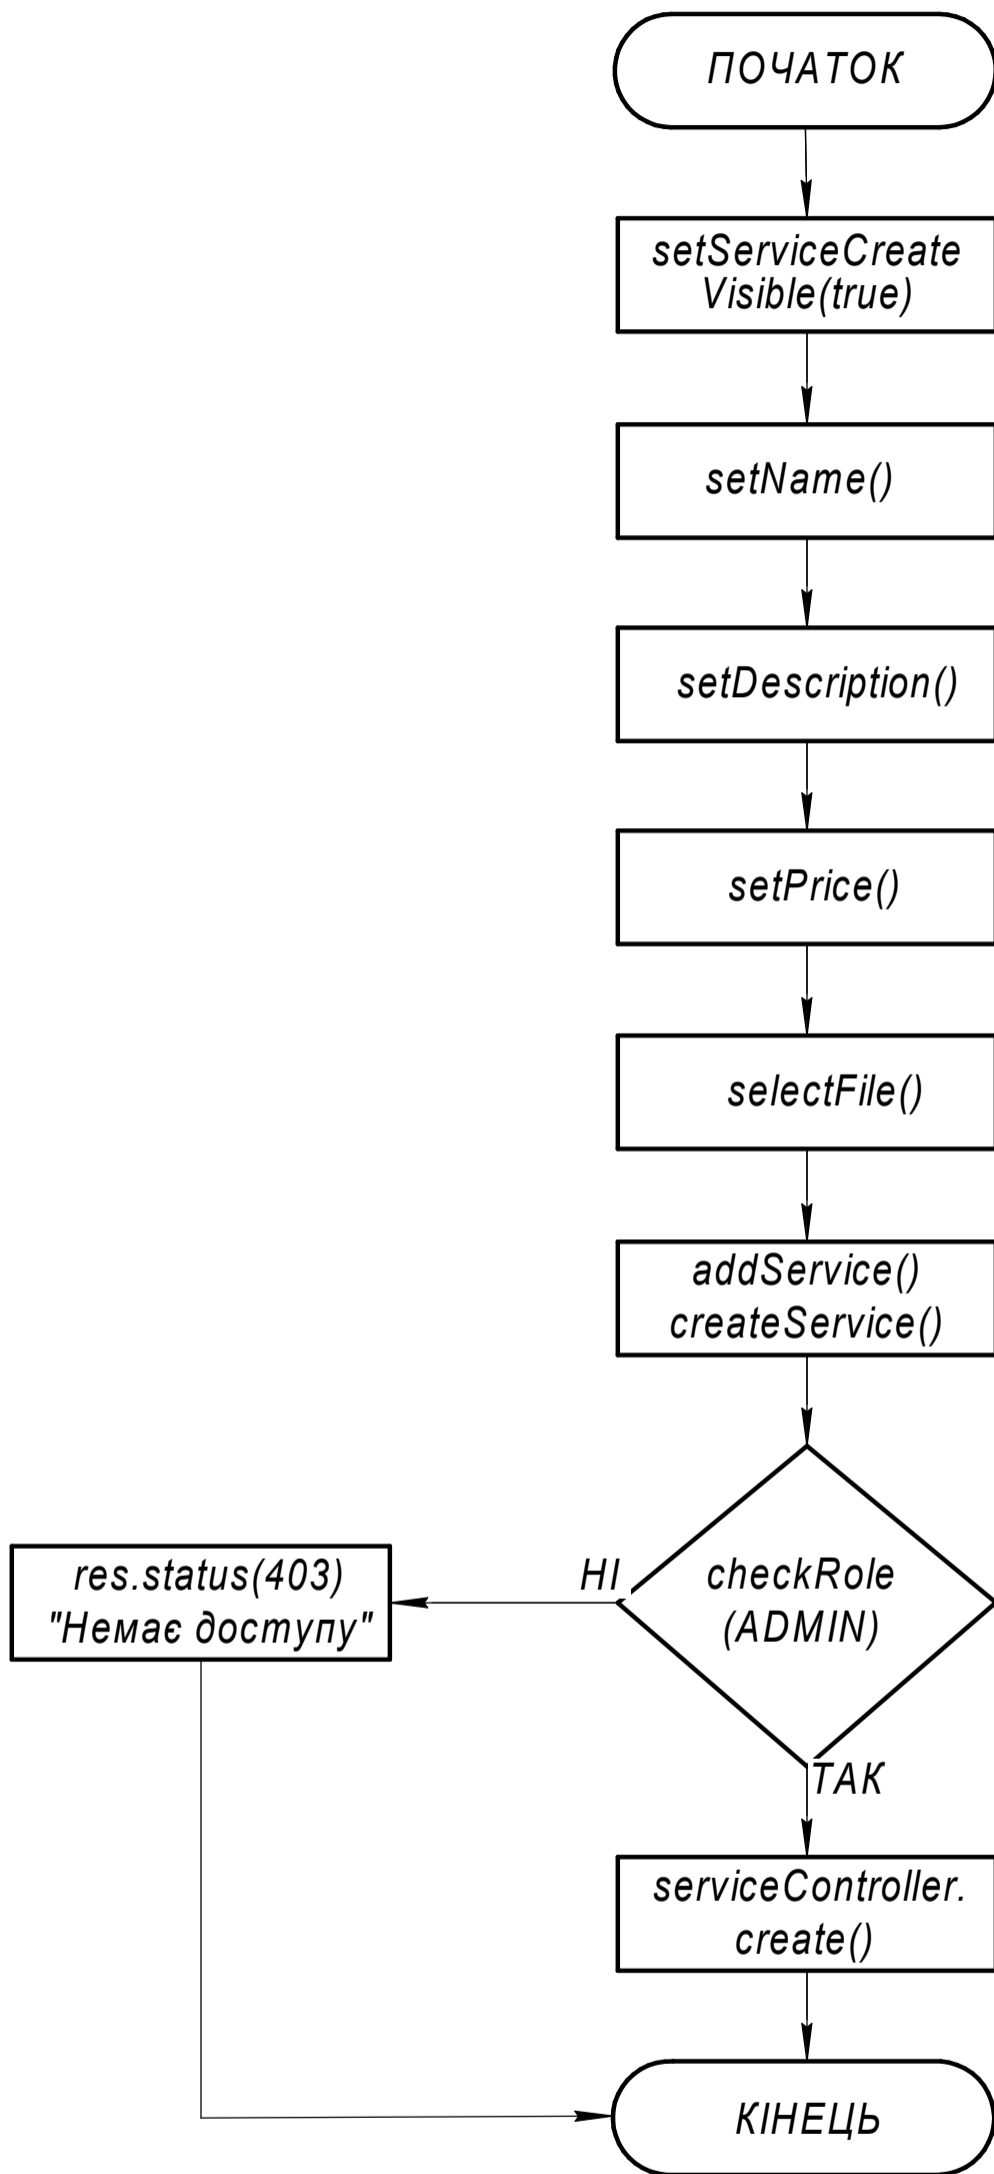 ПОЧАТОК
setServiceCreate
Visible(true)
setName()
setDescription()
setPrice()
selectFile()
addService()
createService()
checkRole
(ADMIN)
НІ
res.status(403)
"Немає доступу"
ТАК
serviceController.
create()
КІНЕЦЬ